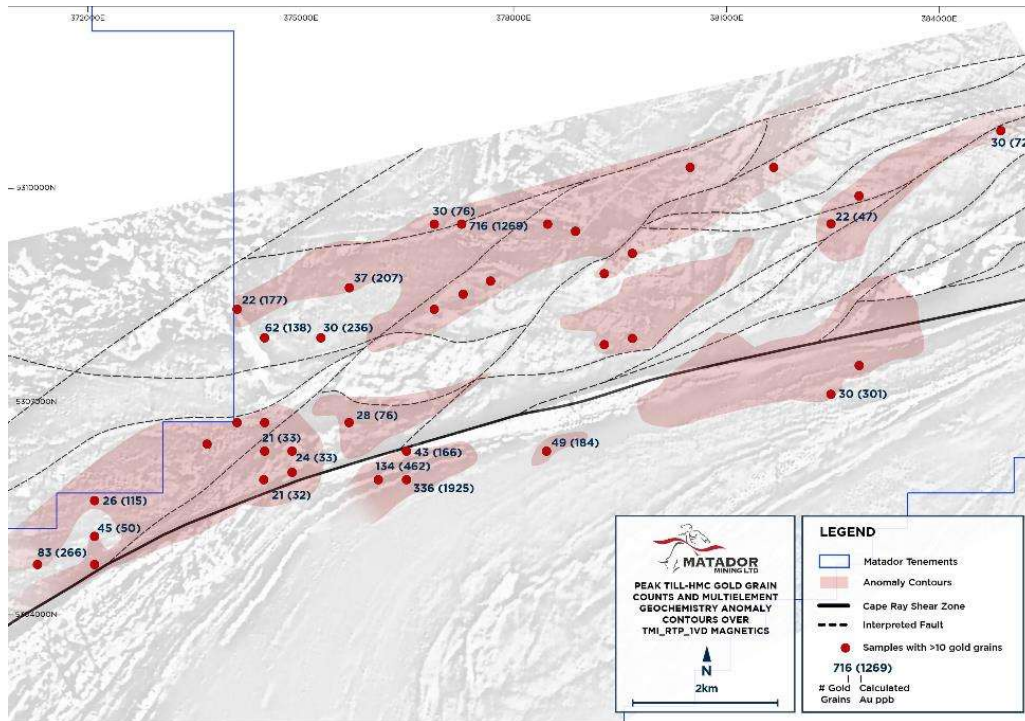 372000E
375000E
378000E
381000E
384000E
5310000N
5307000N
5304000N
30 (72
30 (76)
716 (1269)
22 (47)
37 (207)
22 (177)
62 (138)
30 (236)
30 (301)
28 (76)
21 (33)
24 (33)
43 (166)
49 (184)
134 (462)
336 (1925)
21 (32)
26 (115)
45 (50)
83 (266)
MATADOR
MINING LTD
PEAK TILL-HMC GOLD GRAIN
COUNTS AND MULTIELEMENT
GEOCHEMISTRY ANOMALY
CONTOURS OVER
TMI_RTP_1VD MAGNETICS
N
2km
LEGEND
Matador Tenements
Anomaly Contours
Cape Ray Shear Zone
Interpreted Fault
Samples with >10 gold grains
716 (1269)
# Gold Calculated
Grains Au ppb